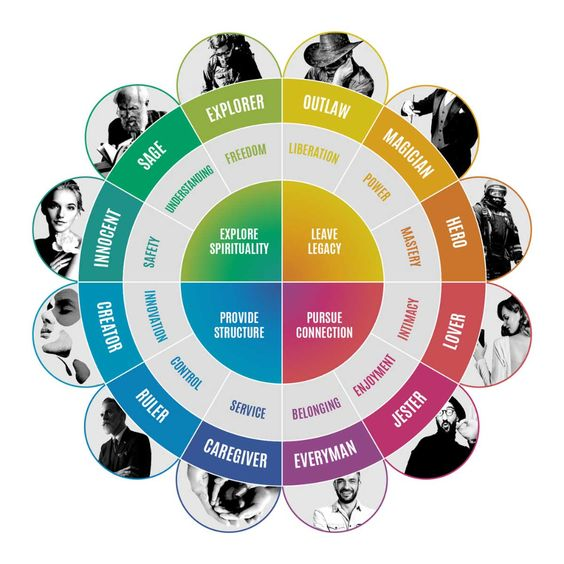 EXPLORER
OUTLAW
MAGICIAN
HERO
LOVER
JESTER
EVERYMAN
CAREGIVER
RULER
CREATOR
INNOCENT
SAGE
FREEDOM
LIBERATION
POWER
MASTERY
INTIMACY
ENJOYMENT
BELONGING
SERVICE
CONTROL
INNOVATION
SAFETY
UNDERSTANDING
EXPLORE
SPIRITUALITY
LEAVE
LEGACY
PROVIDE
STRUCTURE
PURSUE
CONNECTION